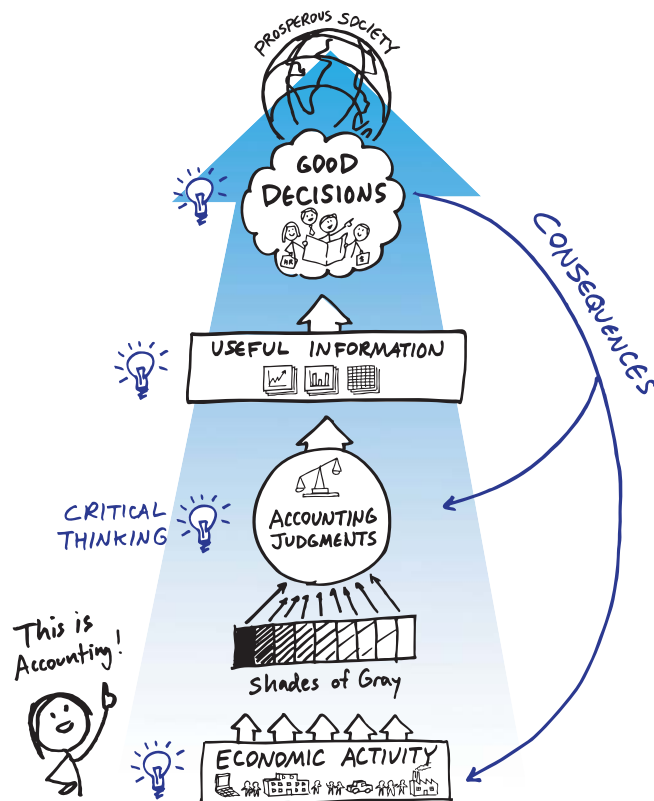 PROSPEROUS SOCIETY
GOOD
DECISIONS
HR
$
CONSEQUENCES
USEFUL INFORMATION
CRITICAL
THINKING
ACCOUNTING
JUDGMENTS
Shades of Gray
This is
Accounting!
ECONOMIC ACTIVITY